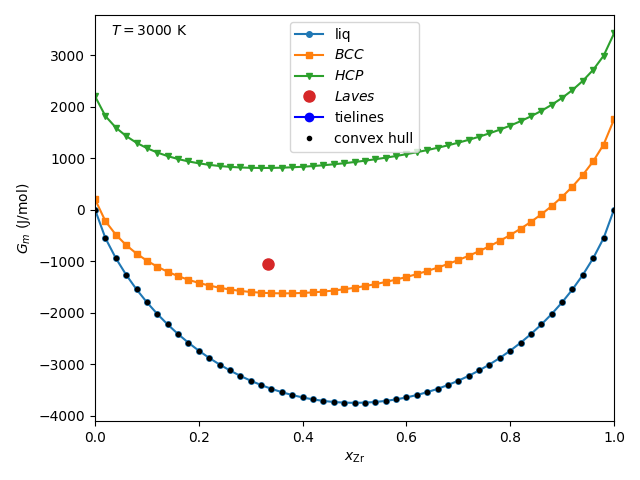 T = 3000 K
liq
BCC
HCP
Laves
tielines
convex hull
3000
2000
1000
0
−1000
−2000
−3000
−4000
G_m (J/mol)
0.0 0.2 0.4 0.6 0.8 1.0
x_Zr